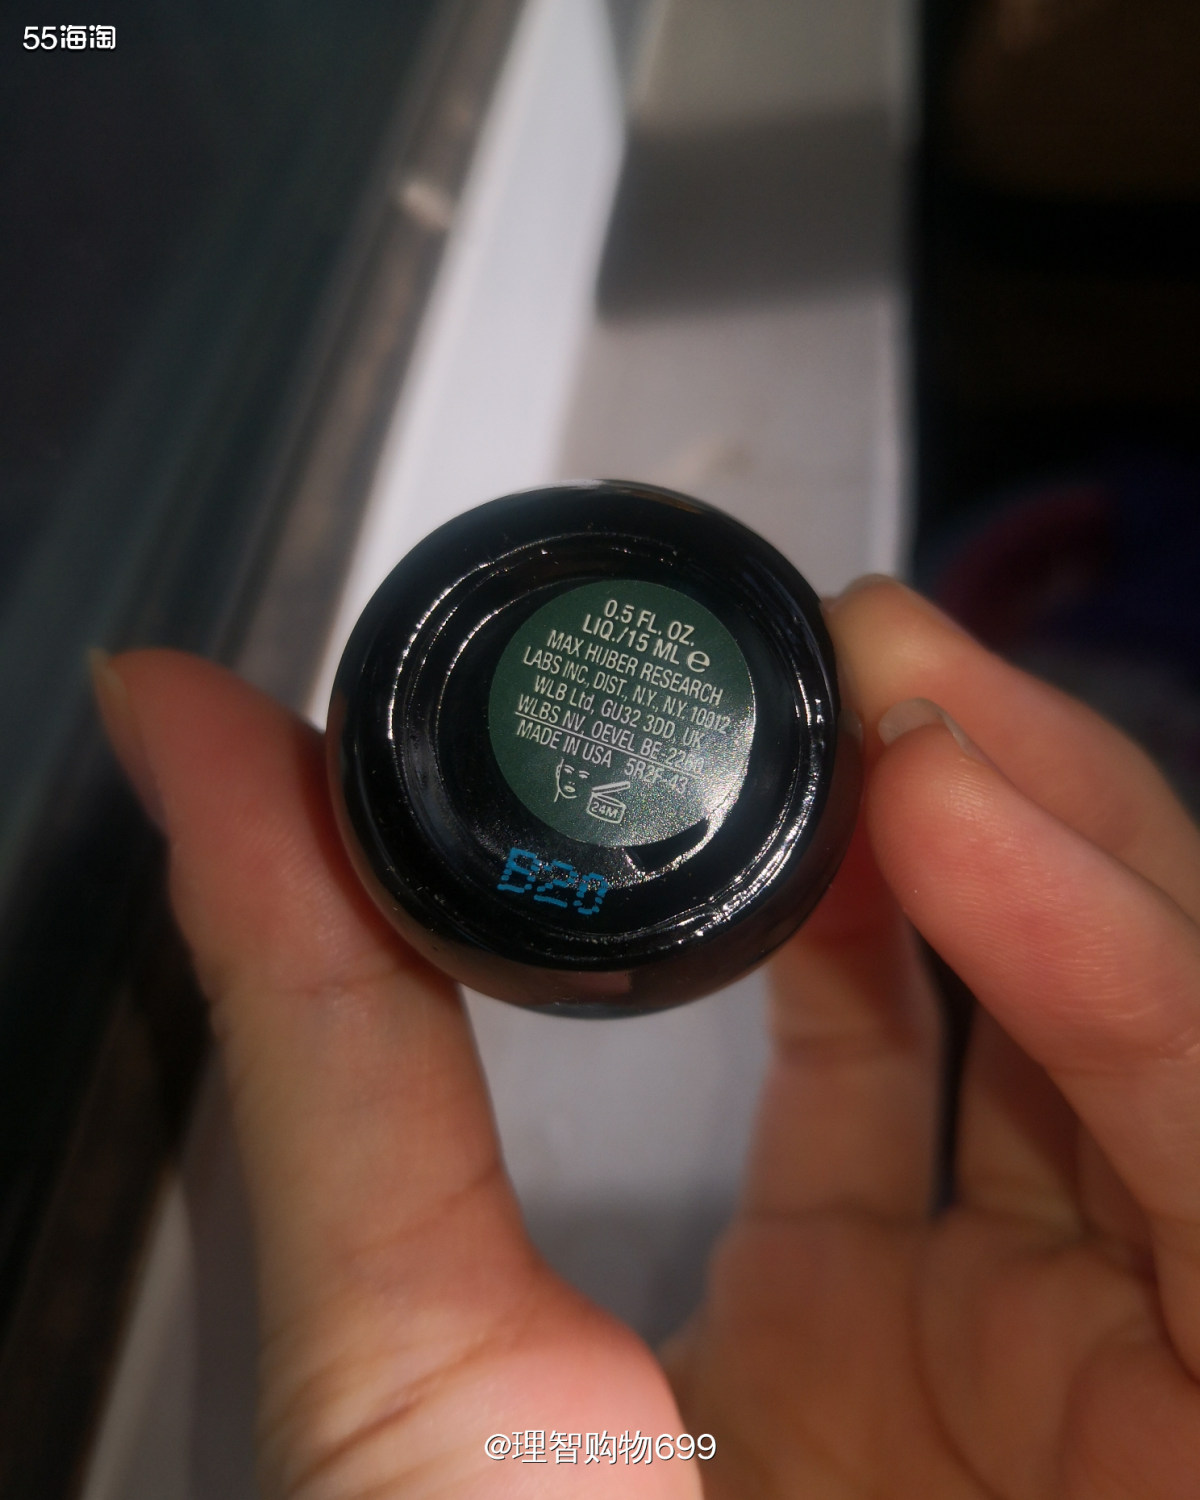 55海淘
0.5 FL. OZ.
LIQ./15 ML ℮
MAX HUBER RESEARCH
LABS INC, DIST., N.Y., N.Y. 10012
WLB Ltd, GU32 3DD, UK
WLBS NV, OEVEL BE-2260
MADE IN USA
24M
B20
@理智购物699